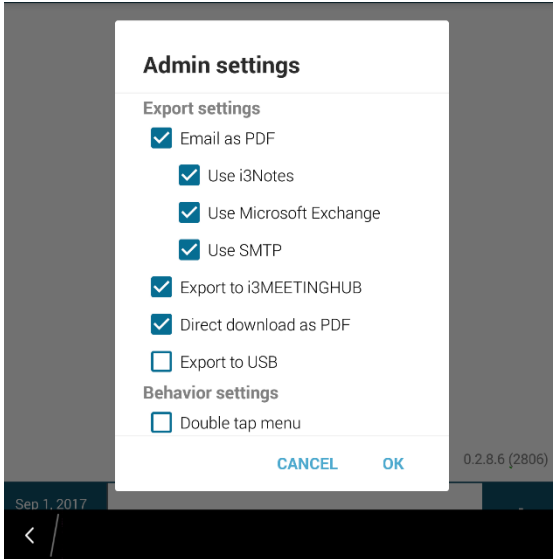 Admin settings
Export settings
Email as PDF
Use i3Notes
Use Microsoft Exchange
Use SMTP
Export to i3MEETINGHUB
Direct download as PDF
Export to USB
Behavior settings
Double tap menu
CANCEL OK
0.2.8.6 (2806)
Sep 1, 2017